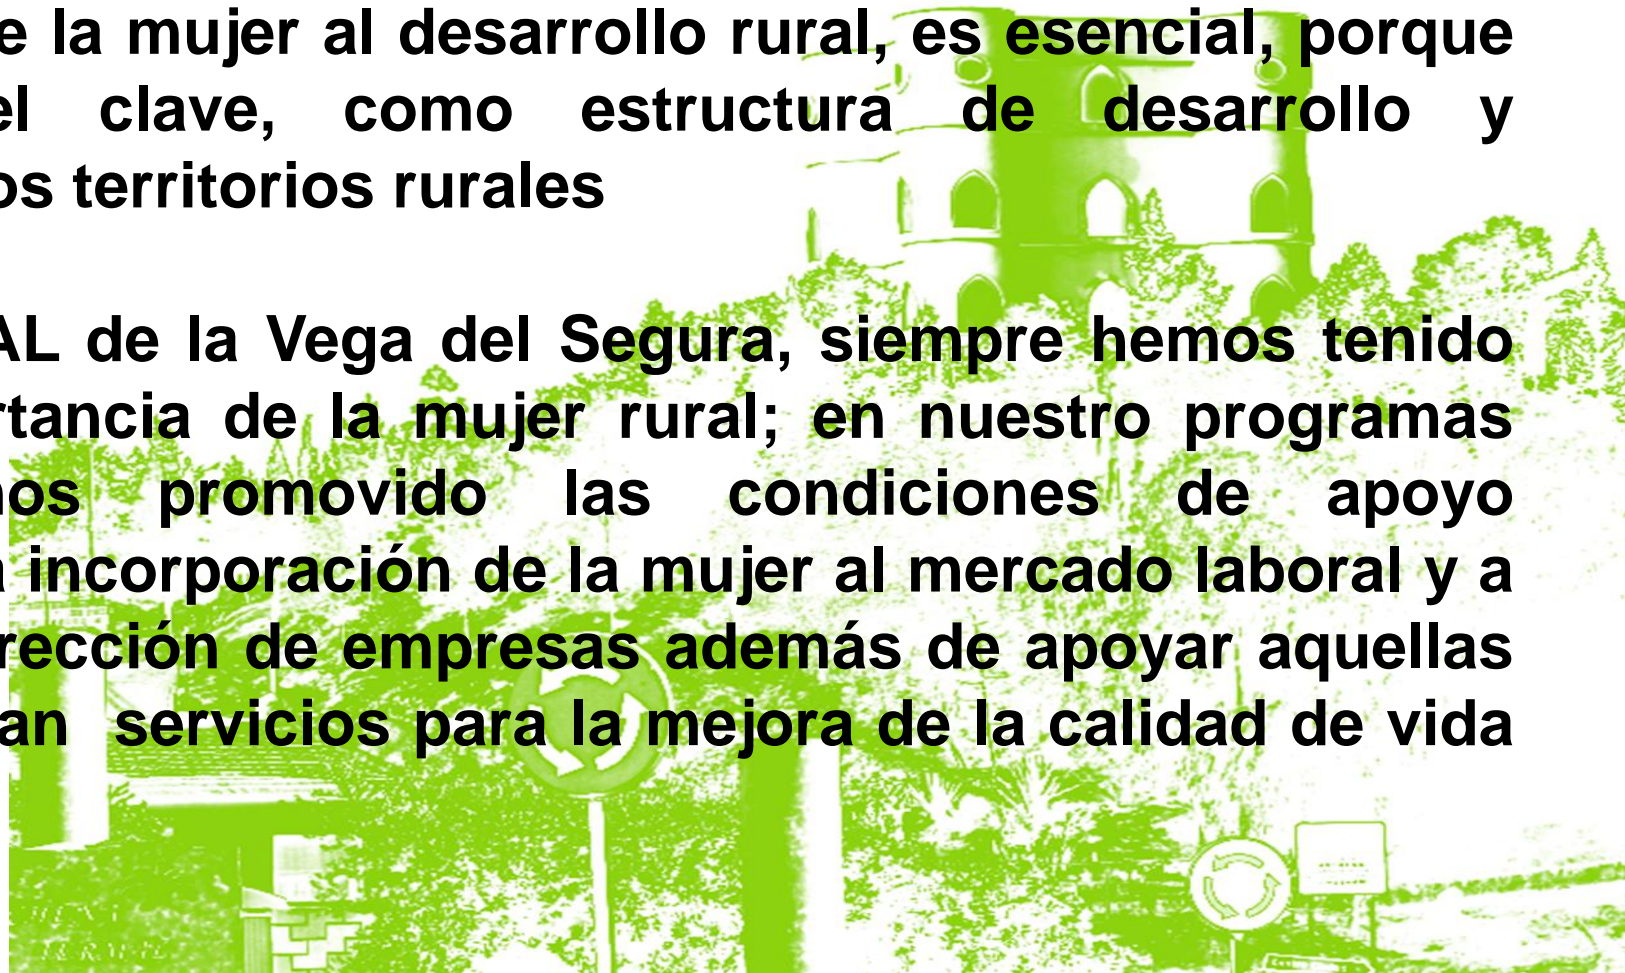 e la mujer al desarrollo rural, es esencial, porque
el clave, como estructura de desarrollo y
os territorios rurales
AL de la Vega del Segura, siempre hemos tenido
rtancia de la mujer rural; en nuestro programas
mos promovido las condiciones de apoyo
a incorporación de la mujer al mercado laboral y a
rección de empresas además de apoyar aquellas
an servicios para la mejora de la calidad de vida